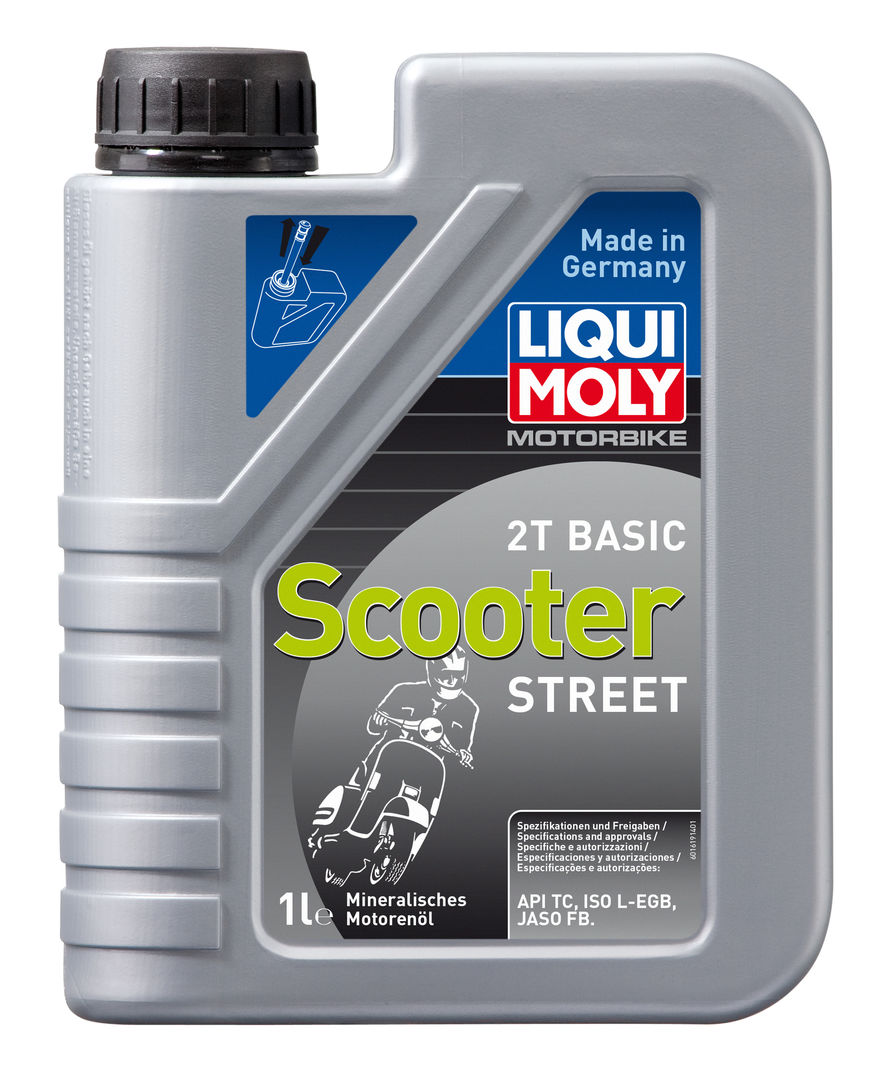 Made in
Germany
LIQUI
MOLY
MOTORBIKE
2T BASIC
Scooter
STREET
Spezifikationen und Freigaben /
Specifications and approvals /
Specifiche e autorizzazioni /
Especificaciones y autorizaciones /
Especificações e autorizações:
API TC, ISO L-EGB,
JASO FB.
6016191401
1L e
Mineralisches
Motorenöl